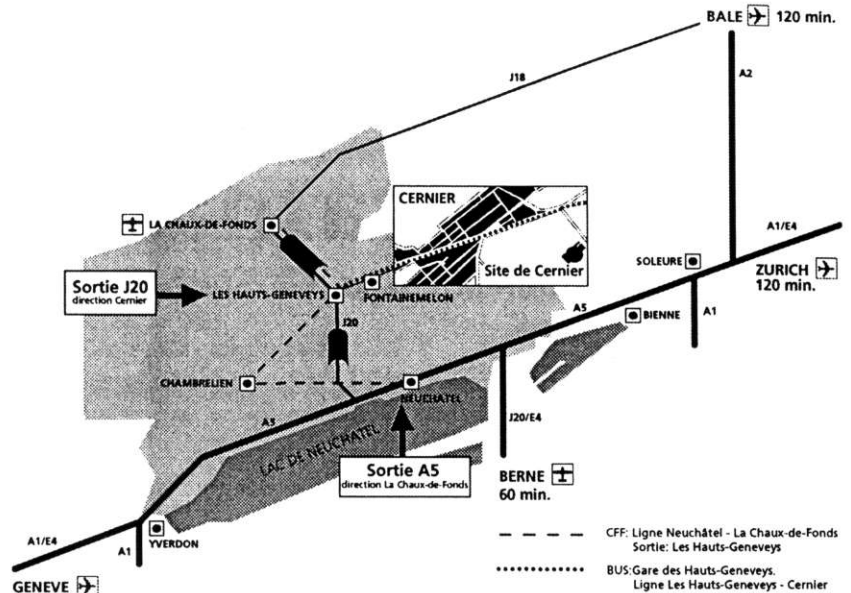 BALE 120 min.
J18
A2
CERNIER
LA CHAUX-DE-FONDS
A1/E4
Site de Cernier
SOLEURE
ZURICH
120 min.
Sortie J20
direction Cernier
LES HAUTS-GENEVEYS
FONTAINEMELON
J20
A5
BIENNE
A1
CHAMBRELIEN
NEUCHATEL
A5
J20/E4
LAC DE NEUCHATEL
Sortie A5
direction La Chaux-de-Fonds
BERNE
60 min.
A1/E4
A1
YVERDON
GENEVE
CFF: Ligne Neuchâtel - La Chaux-de-Fonds
Sortie: Les Hauts-Geneveys
BUS:Gare des Hauts-Geneveys.
Ligne Les Hauts-Geneveys - Cernier